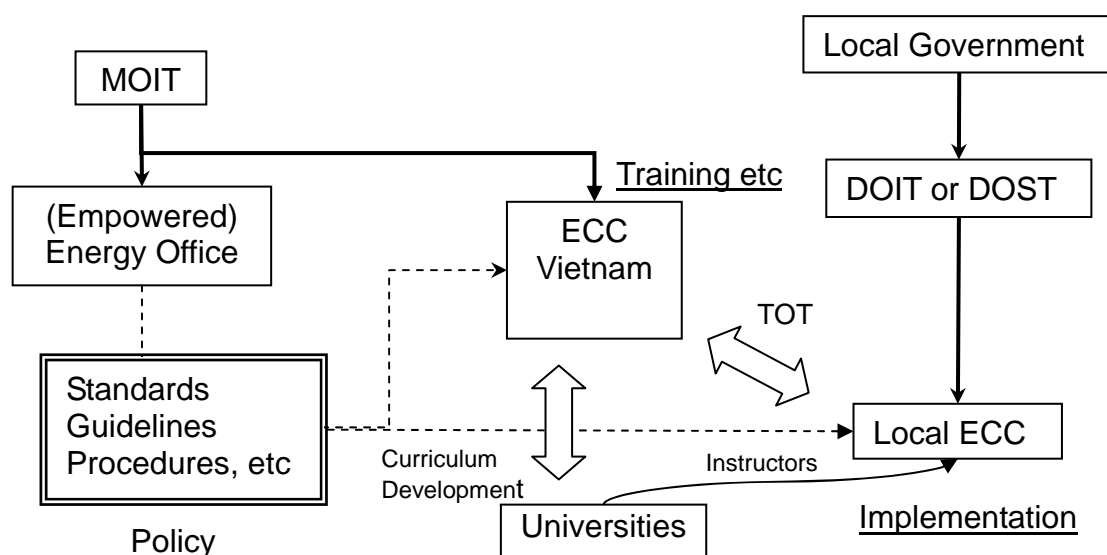 MOIT
Local Government
(Empowered)
Energy Office
Training etc
ECC
Vietnam
DOIT or DOST
TOT
Standards
Guidelines
Procedures, etc
Local ECC
Curriculum
Development
Instructors
Universities
Policy
Implementation